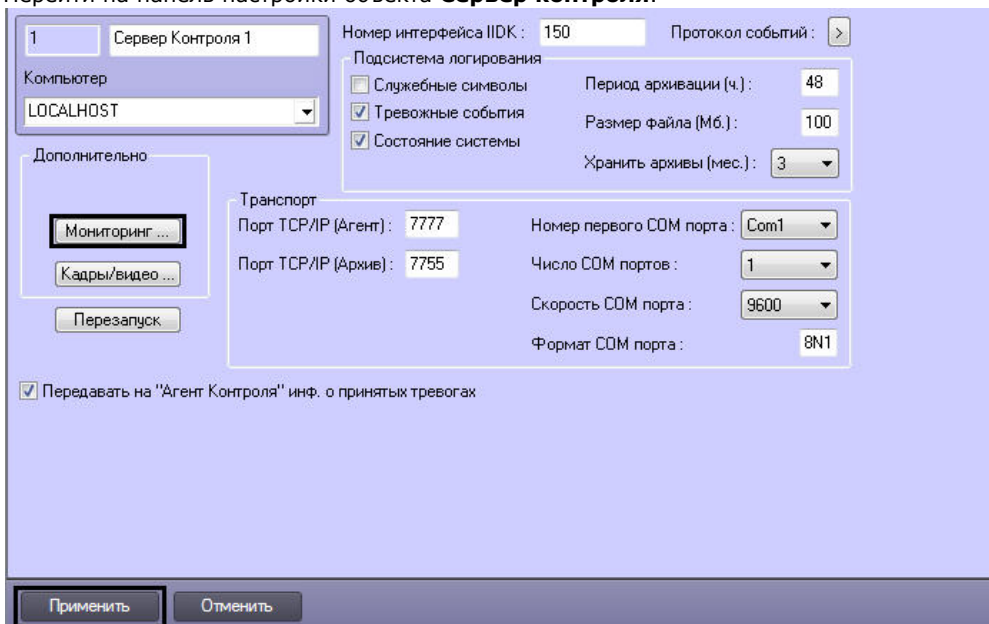 Перейти на панель настройки объекта Сервер контроля.
1 Сервер Контроля 1
Номер интерфейса IIDK : 150
Протокол событий : >
Компьютер
LOCALHOST
Подсистема логирования
Служебные символы
Тревожные события
Состояние системы
Период архивации (ч.) : 48
Размер файла (Мб.) : 100
Хранить архивы (мес.) : 3
Дополнительно
Мониторинг ...
Кадры/видео ...
Перезапуск
Транспорт
Порт TCP/IP (Агент) : 7777
Порт TCP/IP (Архив) : 7755
Номер первого COM порта : Com1
Число COM портов : 1
Скорость COM порта : 9600
Формат COM порта : 8N1
Передавать на "Агент Контроля" инф. о принятых тревогах
Применить
Отменить